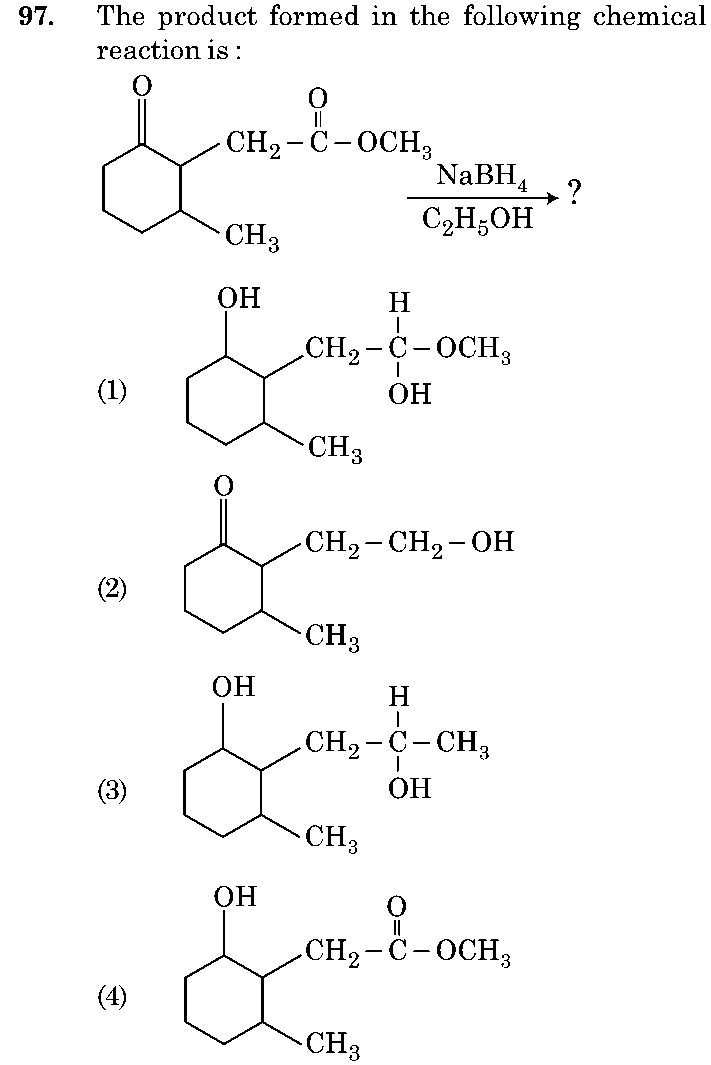 97. The product formed in the following chemical
reaction is :
O
O
CH₂–C–OCH₃
CH₃
NaBH₄
C₂H₅OH
?
(1)
OH
H
CH₂–C–OCH₃
OH
CH₃
(2)
O
CH₂–CH₂–OH
CH₃
(3)
OH
H
CH₂–C–CH₃
OH
CH₃
(4)
OH
O
CH₂–C–OCH₃
CH₃